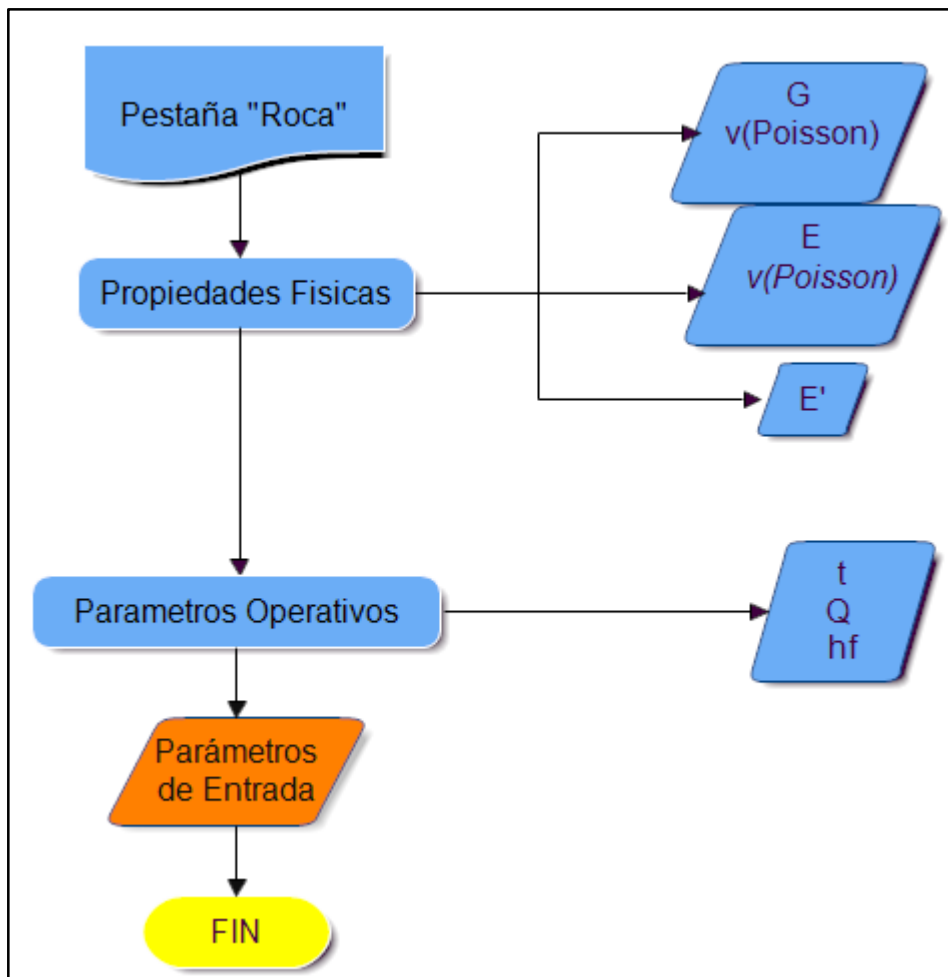 Pestaña "Roca"
G
v(Poisson)
Propiedades Fisicas
E
v(Poisson)
E'
Parametros Operativos
t
Q
hf
Parámetros
de Entrada
FIN